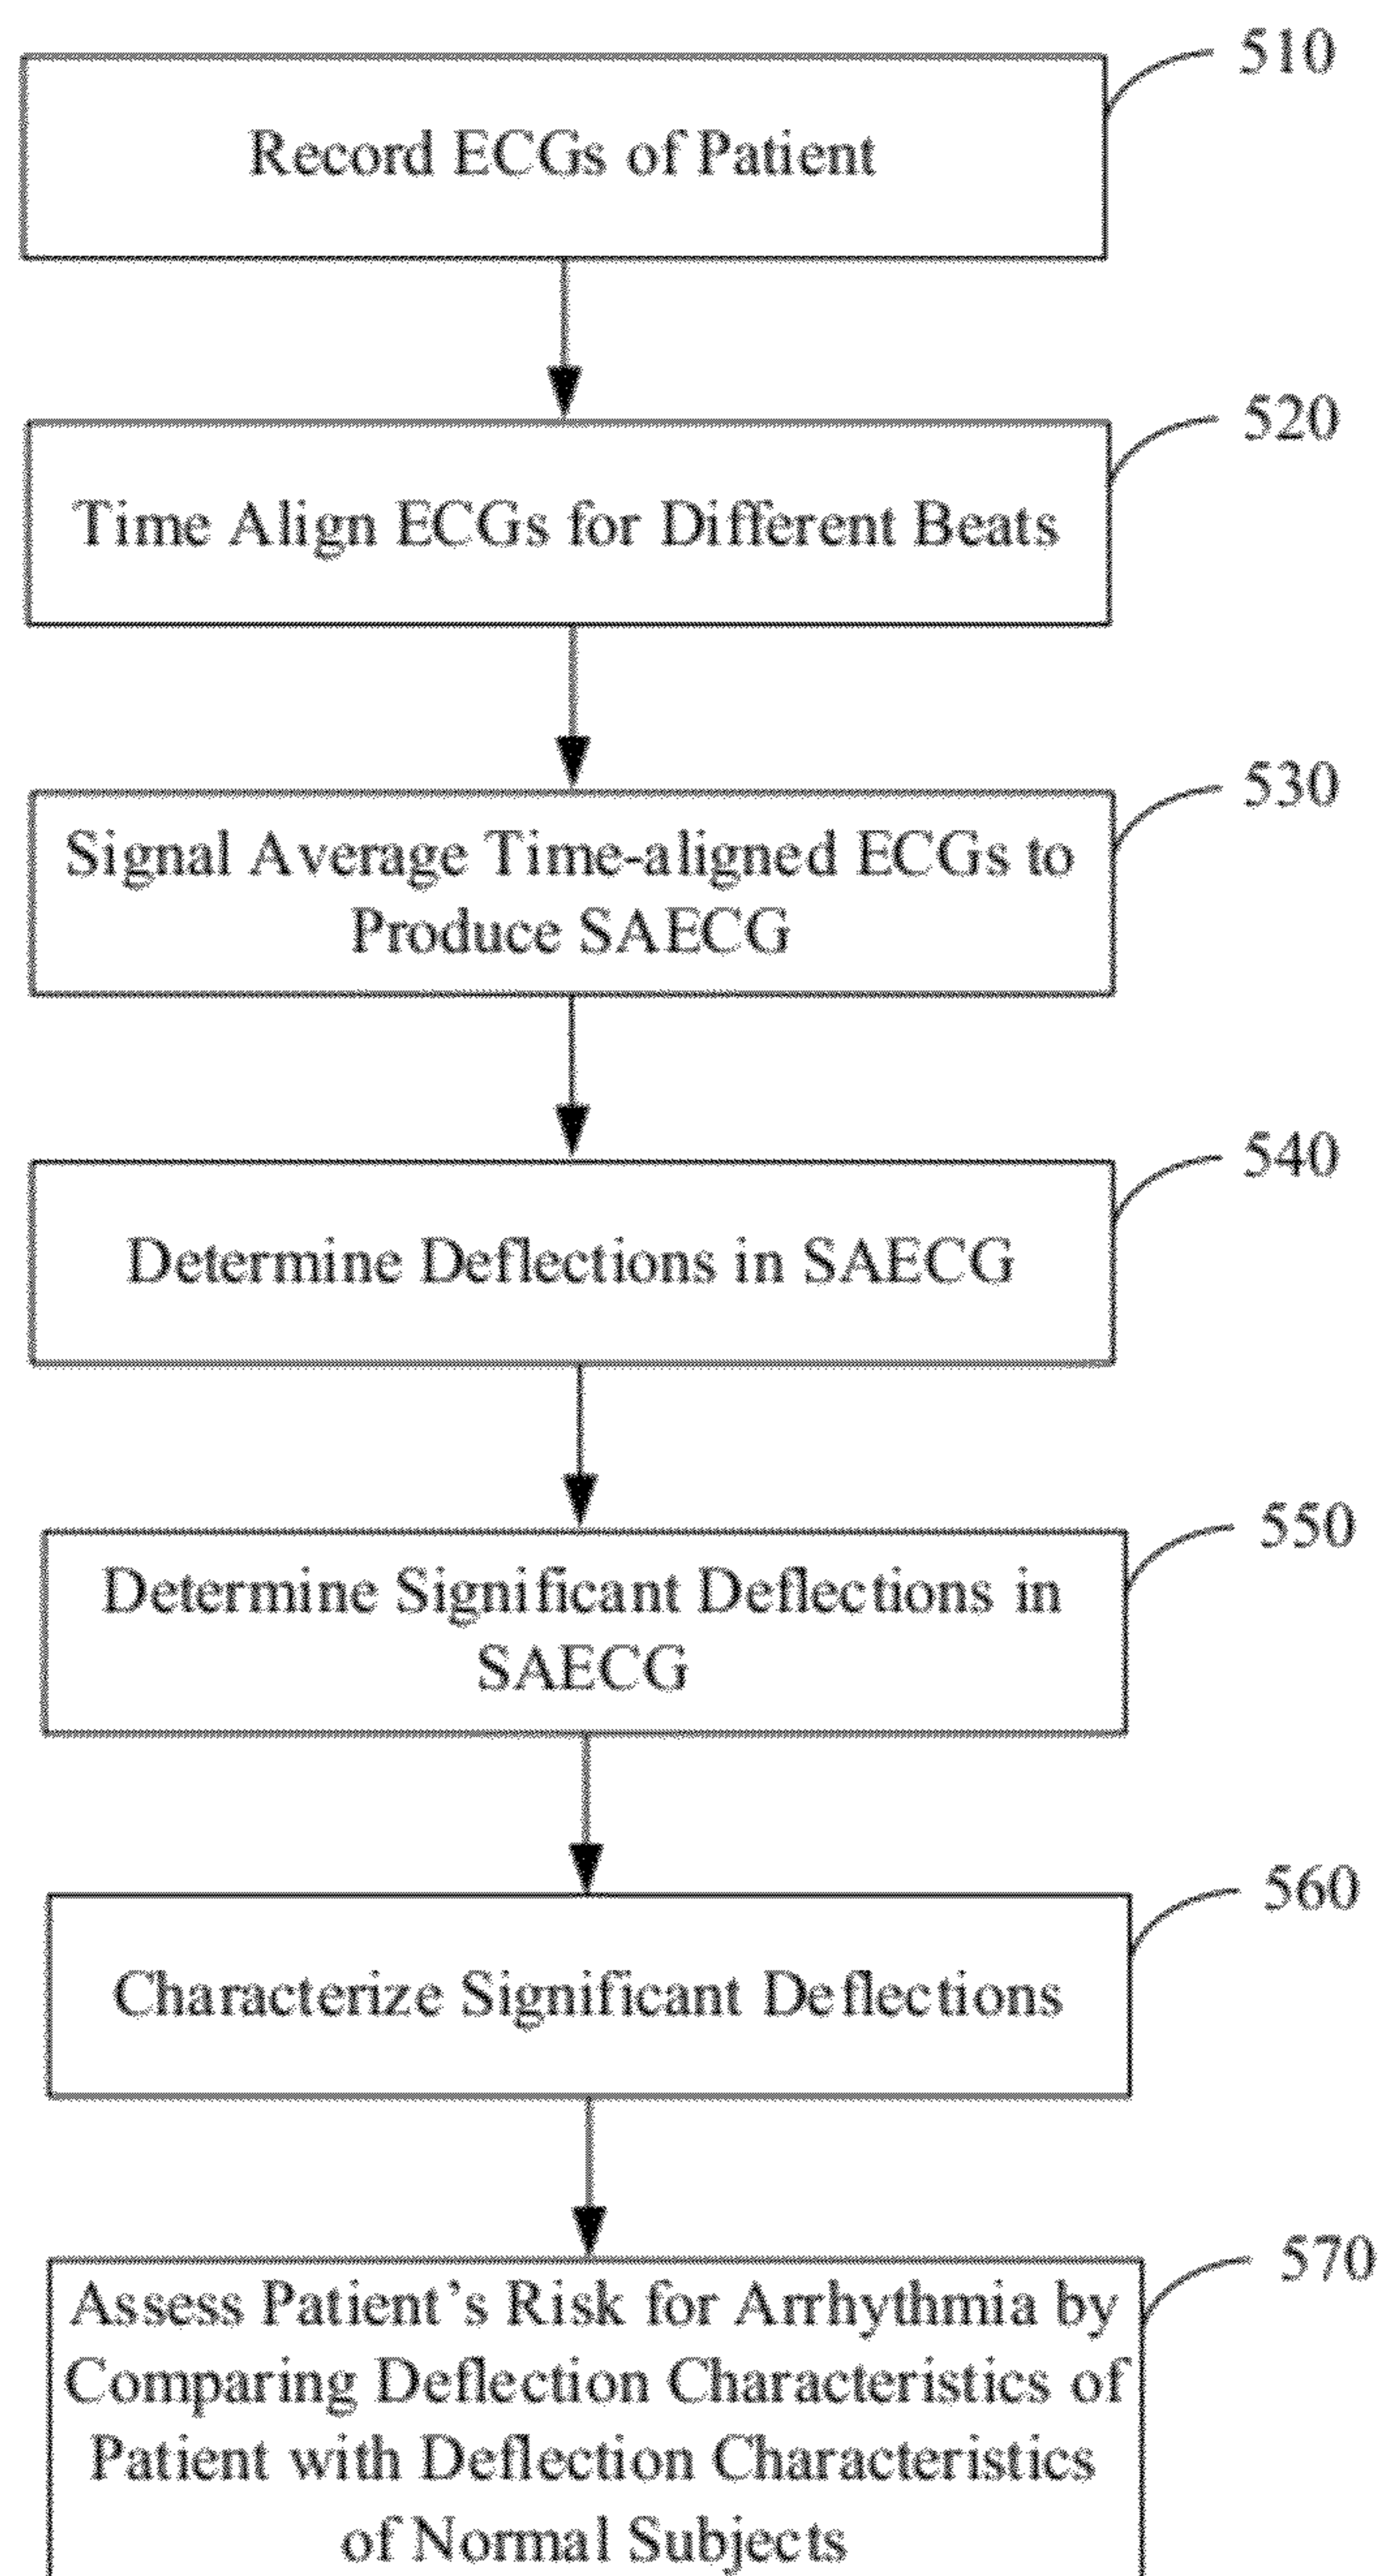 510
Record ECGs of Patient
520
Time Align ECGs for Different Beats
530
Signal Average Time-aligned ECGs to
Produce SAECG
540
Determine Deflections in SAECG
550
Determine Significant Deflections in
SAECG
560
Characterize Significant Deflections
570
Assess Patient's Risk for Arrhythmia by
Comparing Deflection Characteristics of
Patient with Deflection Characteristics
of Normal Subjects